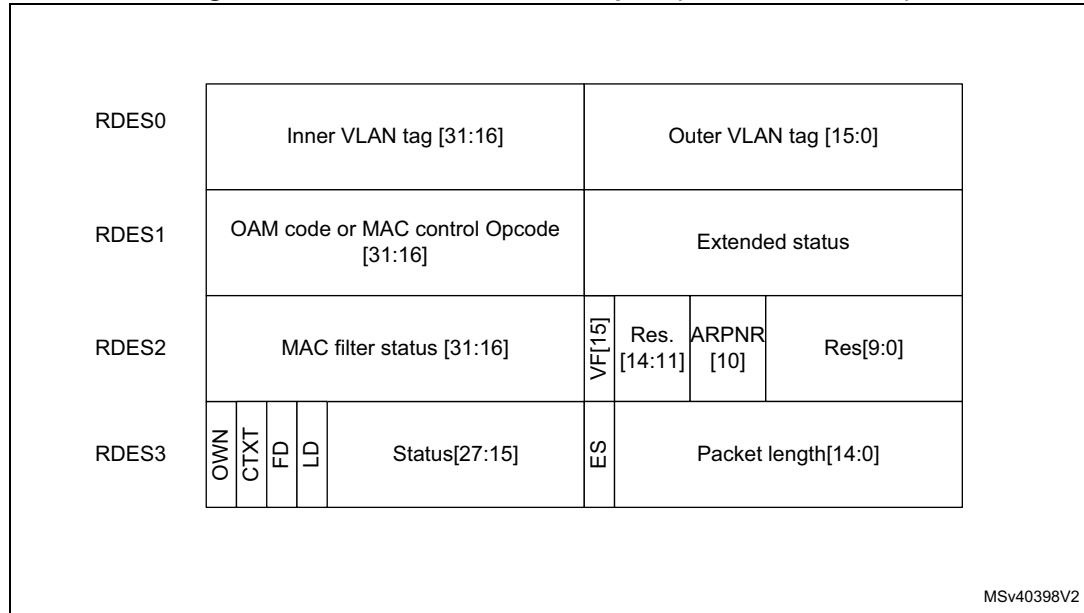 RDES0
Inner VLAN tag [31:16]
Outer VLAN tag [15:0]
RDES1
OAM code or MAC control Opcode
[31:16]
Extended status
RDES2
MAC filter status [31:16]
VF[15]
Res.
[14:11]
ARPNR
[10]
Res[9:0]
RDES3
OWN
CTXT
FD
LD
Status[27:15]
ES
Packet length[14:0]
MSv40398V2